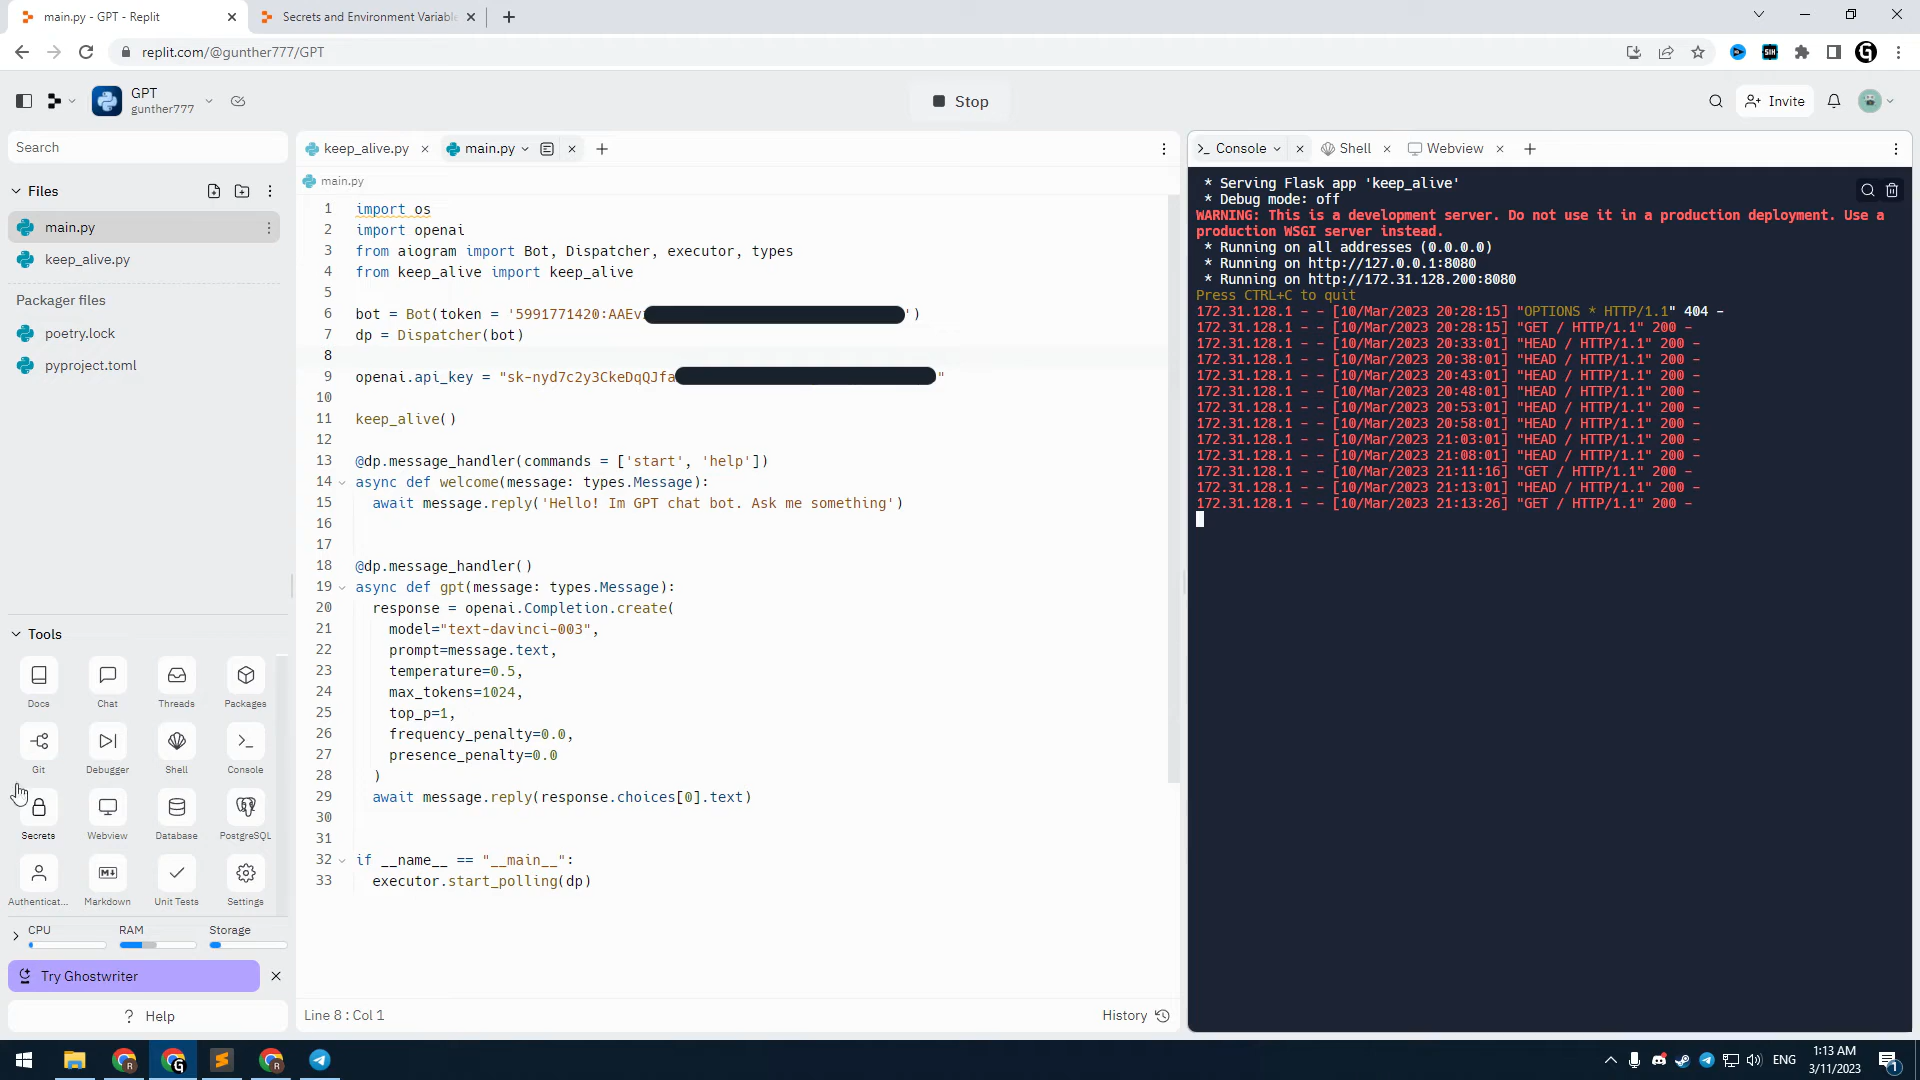 main.py - GPT - Replit
Secrets and Environment Variabl
replit.com/@gunther777/GPT
GPT
gunther777
Stop
Invite
Search
Files
main.py
keep_alive.py
Packager files
poetry.lock
pyproject.toml
Tools
Docs
Chat
Threads
Packages
Git
Debugger
Shell
Console
Secrets
Webview
Database
PostgreSQL
Authenticat...
Markdown
Unit Tests
Settings
CPU
RAM
Storage
Try Ghostwriter
? Help
keep_alive.py
main.py
main.py
1 import os
2 import openai
3 from aiogram import Bot, Dispatcher, executor, types
4 from keep_alive import keep_alive
5
6 bot = Bot(token = '5991771420:AAEv ')
7 dp = Dispatcher(bot)
8
9 openai.api_key = "sk-nyd7c2y3CkeDqQJfa "
10
11 keep_alive()
12
13 @dp.message_handler(commands = ['start', 'help'])
14 async def welcome(message: types.Message):
15 await message.reply('Hello! Im GPT chat bot. Ask me something')
16
17
18 @dp.message_handler()
19 async def gpt(message: types.Message):
20 response = openai.Completion.create(
21 model="text-davinci-003",
22 prompt=message.text,
23 temperature=0.5,
24 max_tokens=1024,
25 top_p=1,
26 frequency_penalty=0.0,
27 presence_penalty=0.0
28 )
29 await message.reply(response.choices[0].text)
30
31
32 if __name__ == "__main__":
33 executor.start_polling(dp)
Line 8 : Col 1
History
Console
Shell
Webview
* Serving Flask app 'keep_alive'
* Debug mode: off
WARNING: This is a development server. Do not use it in a production deployment. Use a
production WSGI server instead.
* Running on all addresses (0.0.0.0)
* Running on http://127.0.0.1:8080
* Running on http://172.31.128.200:8080
Press CTRL+C to quit
172.31.128.1 - - [10/Mar/2023 20:28:15] "OPTIONS * HTTP/1.1" 404 -
172.31.128.1 - - [10/Mar/2023 20:28:15] "GET / HTTP/1.1" 200 -
172.31.128.1 - - [10/Mar/2023 20:33:01] "HEAD / HTTP/1.1" 200 -
172.31.128.1 - - [10/Mar/2023 20:38:01] "HEAD / HTTP/1.1" 200 -
172.31.128.1 - - [10/Mar/2023 20:43:01] "HEAD / HTTP/1.1" 200 -
172.31.128.1 - - [10/Mar/2023 20:48:01] "HEAD / HTTP/1.1" 200 -
172.31.128.1 - - [10/Mar/2023 20:53:01] "HEAD / HTTP/1.1" 200 -
172.31.128.1 - - [10/Mar/2023 20:58:01] "HEAD / HTTP/1.1" 200 -
172.31.128.1 - - [10/Mar/2023 21:03:01] "HEAD / HTTP/1.1" 200 -
172.31.128.1 - - [10/Mar/2023 21:08:01] "HEAD / HTTP/1.1" 200 -
172.31.128.1 - - [10/Mar/2023 21:11:16] "GET / HTTP/1.1" 200 -
172.31.128.1 - - [10/Mar/2023 21:13:01] "HEAD / HTTP/1.1" 200 -
172.31.128.1 - - [10/Mar/2023 21:13:26] "GET / HTTP/1.1" 200 -
ENG
1:13 AM
3/11/2023
1